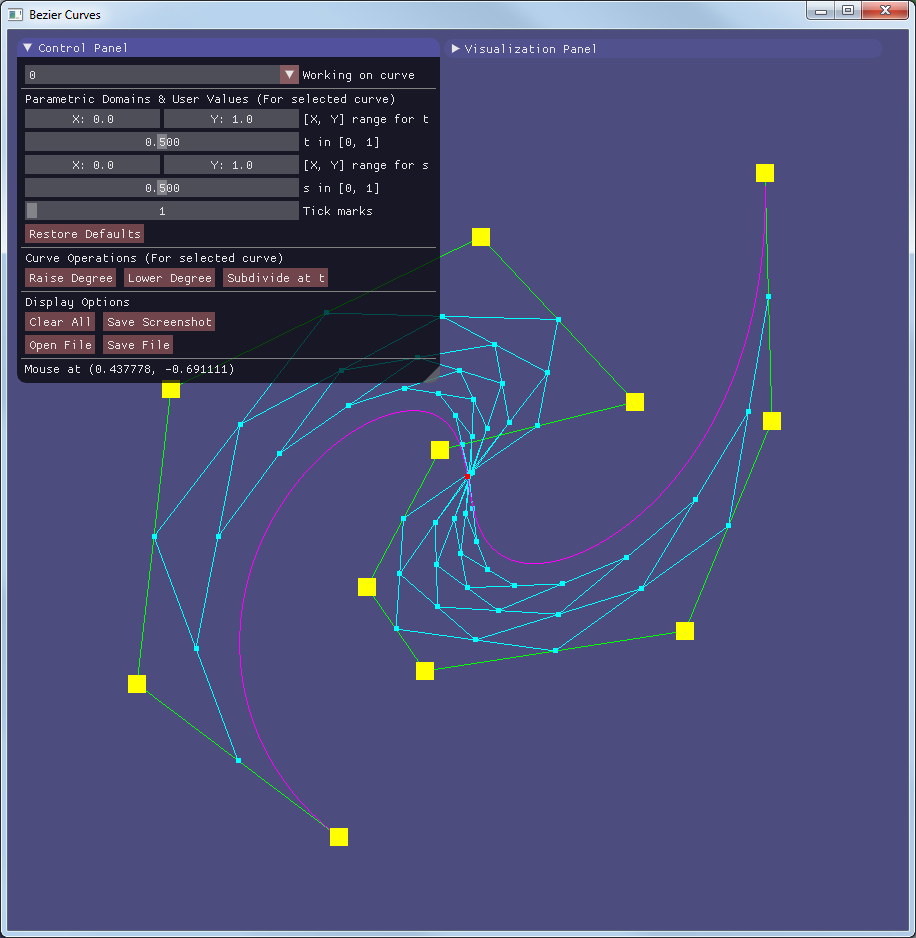 Bezier Curves
Control Panel
Visualization Panel
0 Working on curve
Parametric Domains & User Values (For selected curve)
X: 0.0 Y: 1.0 [X, Y] range for t
0.500 t in [0, 1]
X: 0.0 Y: 1.0 [X, Y] range for s
0.500 s in [0, 1]
1 Tick marks
Restore Defaults
Curve Operations (For selected curve)
Raise Degree Lower Degree Subdivide at t
Display Options
Clear All Save Screenshot
Open File Save File
Mouse at (0.437778, -0.691111)